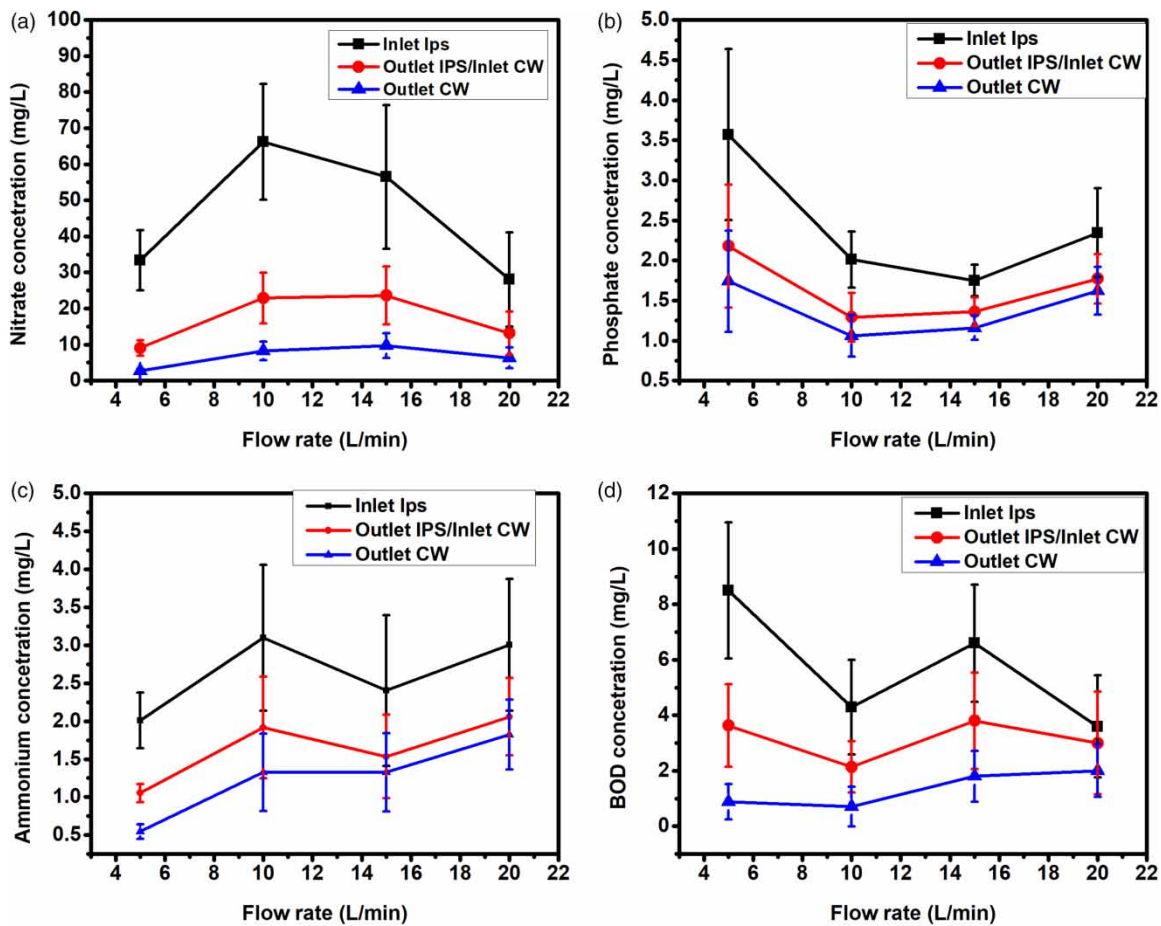 (a)
Nitrate concetration (mg/L)
100
90
80
70
60
50
40
30
20
10
0
Inlet Ips
Outlet IPS/Inlet CW
Outlet CW
4 6 8 10 12 14 16 18 20 22
Flow rate (L/min)
(b)
Phosphate concetration (mg/L)
5.0
4.5
4.0
3.5
3.0
2.5
2.0
1.5
1.0
0.5
Inlet Ips
Outlet IPS/Inlet CW
Outlet CW
4 6 8 10 12 14 16 18 20 22
Flow rate (L/min)
(c)
Ammonium concetration (mg/L)
5.0
4.5
4.0
3.5
3.0
2.5
2.0
1.5
1.0
0.5
Inlet Ips
Outlet IPS/Inlet CW
Outlet CW
4 6 8 10 12 14 16 18 20 22
Flow rate (L/min)
(d)
BOD concetration (mg/L)
12
10
8
6
4
2
0
Inlet Ips
Outlet IPS/Inlet CW
Outlet CW
4 6 8 10 12 14 16 18 20 22
Flow rate (L/min)